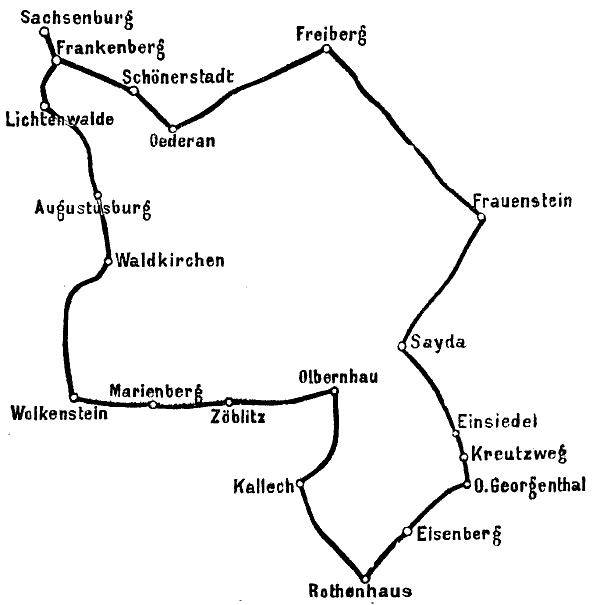 Sachsenburg
Frankenberg
Freiberg
Schönerstadt
Lichtenwalde
Oederan
Augustusburg
Frauenstein
Waldkirchen
Sayda
Olbernhau
Marienberg
Wolkenstein
Zöblitz
Einsiedel
Kreutzweg
Kallech
O.Georgenthal
Eisenberg
Rothenhaus